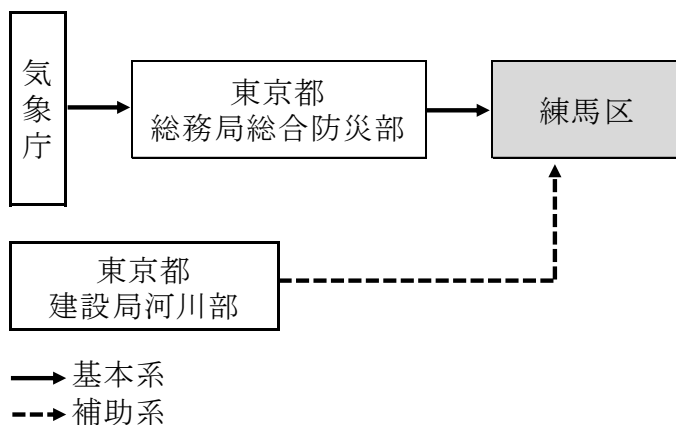 気象庁
東京都
総務局総合防災部
練馬区
東京都
建設局河川部
基本系
補助系